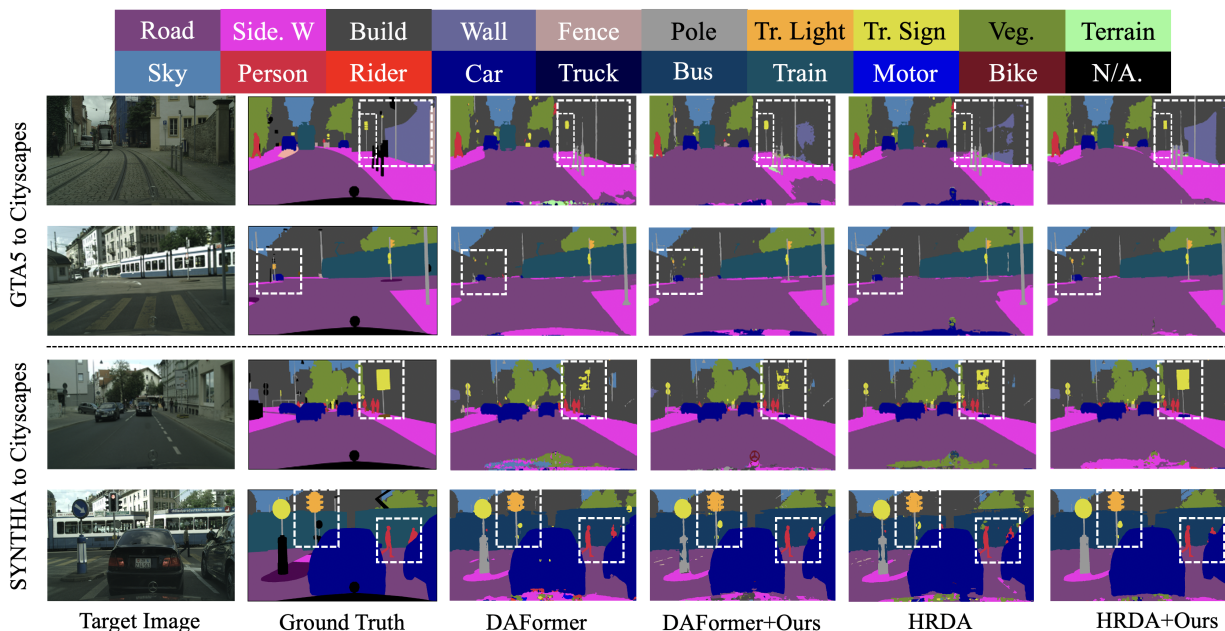 Road Side. W Build Wall Fence Pole Tr. Light Tr. Sign Veg. Terrain
Sky Person Rider Car Truck Bus Train Motor Bike N/A.
GTA5 to Cityscapes
SYNTHIA to Cityscapes
Target Image Ground Truth DAFormer DAFormer+Ours HRDA HRDA+Ours